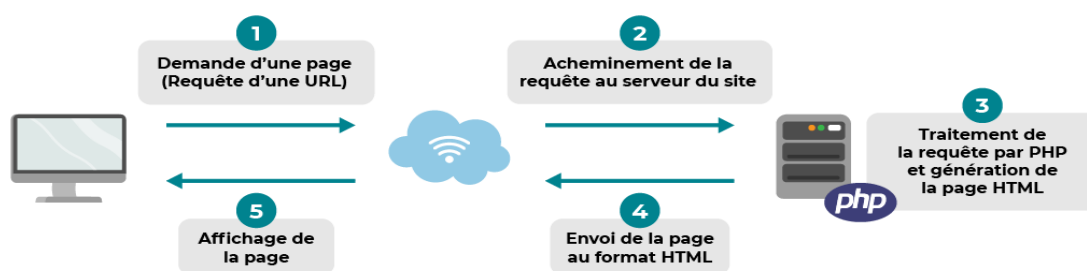 1
Demande d'une page
(Requête d'une URL)
2
Acheminement de la
requête au serveur du site
3
Traitement de
la requête par PHP
et génération de
la page HTML
php
4
Envoi de la page
au format HTML
5
Affichage de
la page